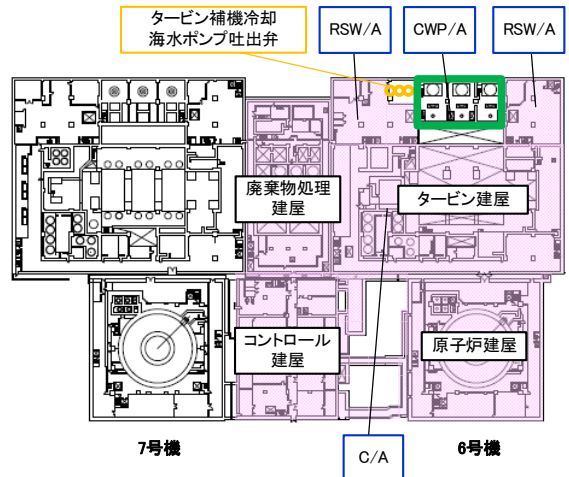 タービン補機冷却
海水ポンプ吐出弁
RSW/A
CWP/A
RSW/A
廃棄物処理
建屋
タービン建屋
コントロール
建屋
原子炉建屋
7号機
6号機
C/A